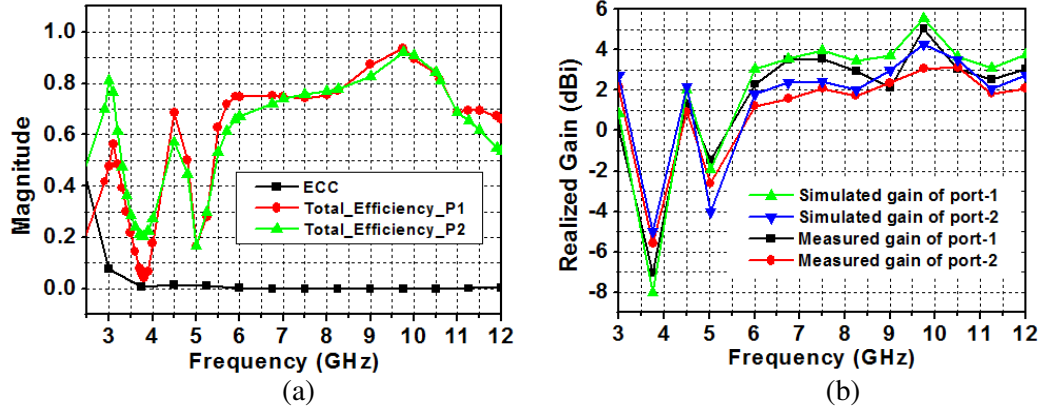 Magnitude
1.0
0.8
0.6
0.4
0.2
0.0
ECC
Total_Efficiency_P1
Total_Efficiency_P2
3 4 5 6 7 8 9 10 11 12
Frequency (GHz)
(a)
Realized Gain (dBi)
6
4
2
0
-2
-4
-6
-8
Simulated gain of port-1
Simulated gain of port-2
Measured gain of port-1
Measured gain of port-2
3 4 5 6 7 8 9 10 11 12
Frequency (GHz)
(b)